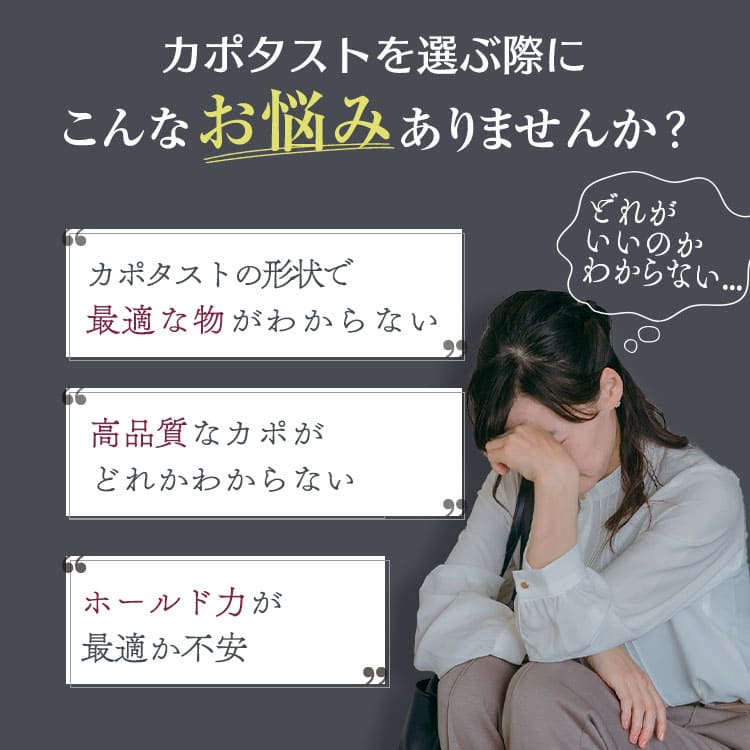 カポタストを選ぶ際に
こんなお悩みありませんか？
どれが
いいのか
わからない...
❝
カポタストの形状で
最適な物がわからない
❞
❝
高品質なカポが
どれかわからない
❞
❝
ホールド力が
最適か不安
❞